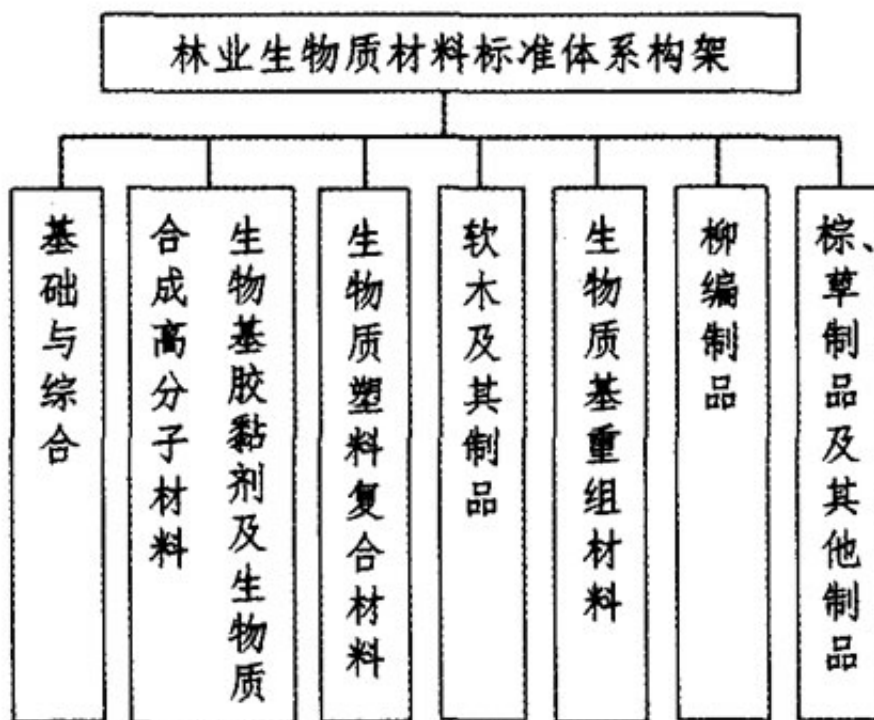 林业生物质材料标准体系构架
基础与综合
生物基胶黏剂及生物质
合成高分子材料
生物质塑料复合材料
软木及其制品
生物质基重组材料
柳编制品
棕、草制品及其他制品